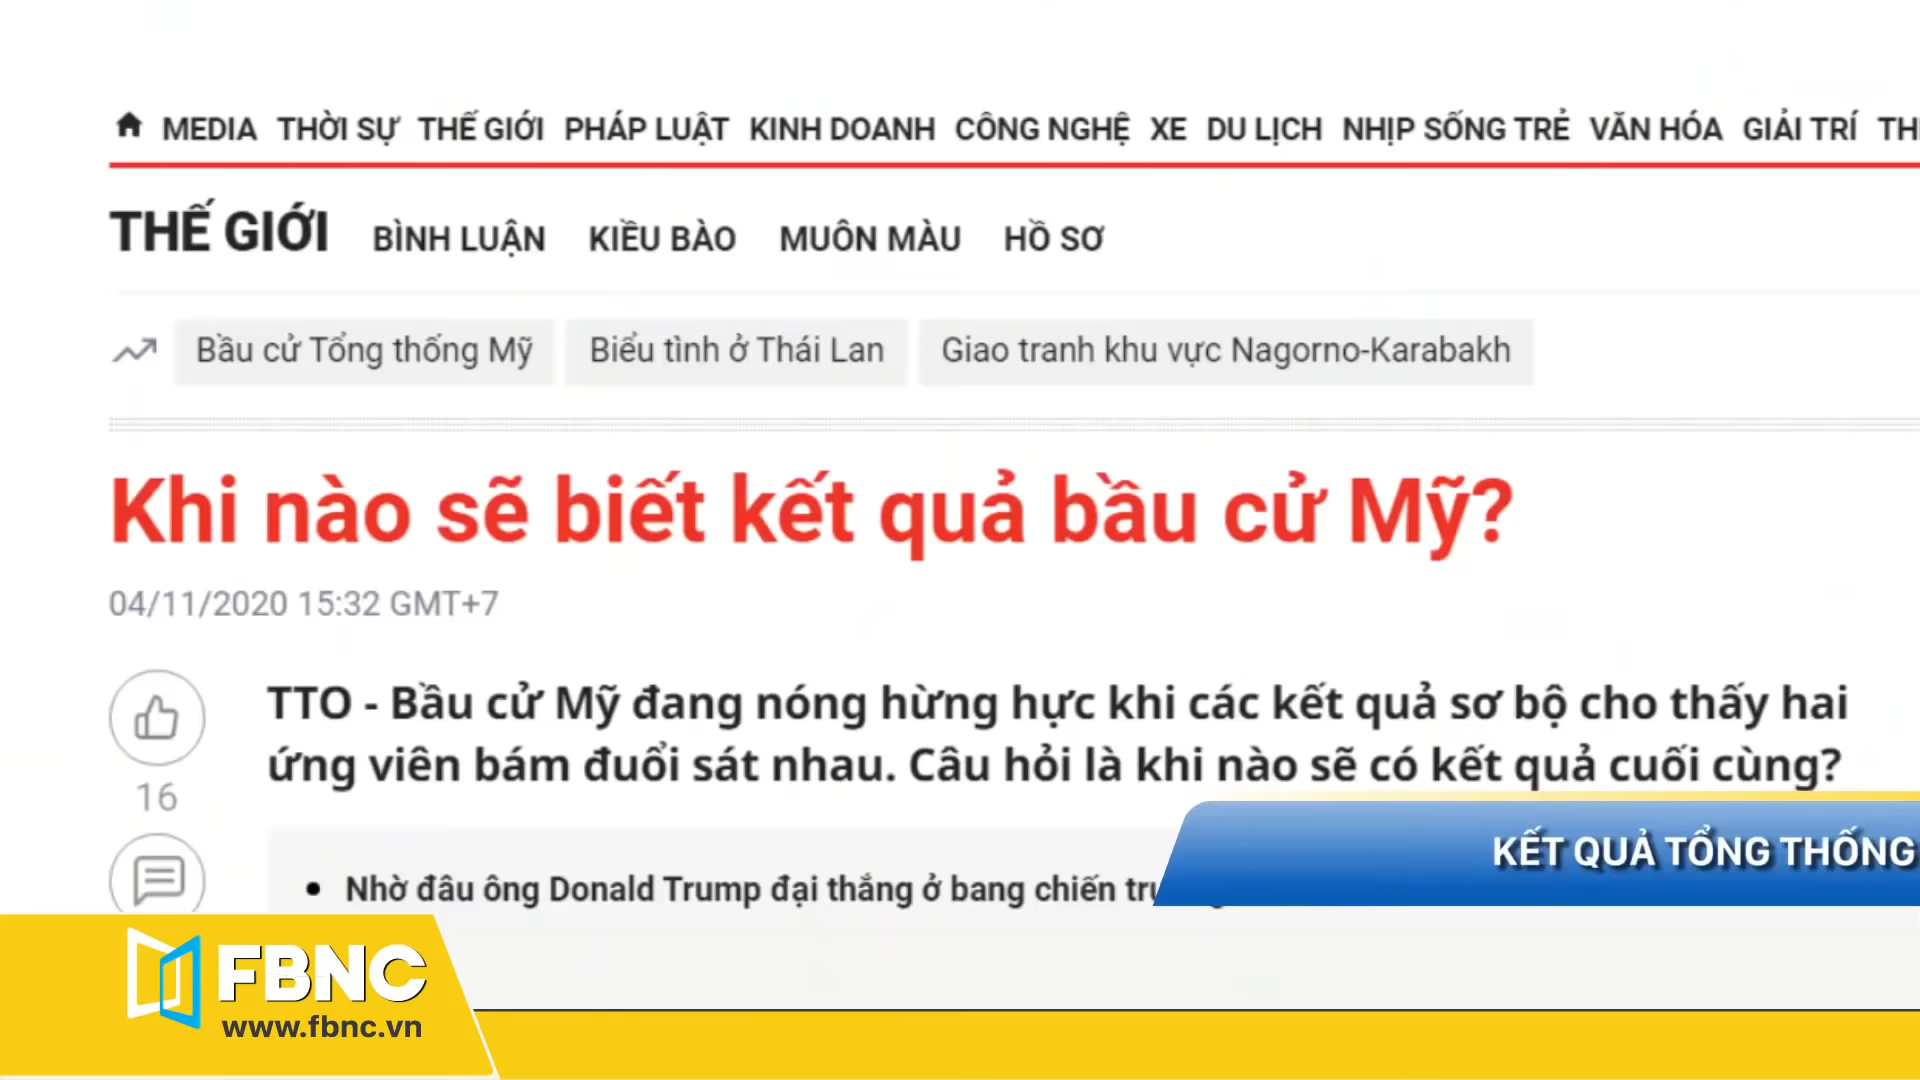 MEDIA THỜI SỰ THẾ GIỚI PHÁP LUẬT KINH DOANH CÔNG NGHỆ XE DU LỊCH NHỊP SỐNG TRẺ VĂN HÓA GIẢI TRÍ
THẾ GIỚI BÌNH LUẬN KIỀU BÀO MUÔN MÀU HỒ SƠ
Bầu cử Tổng thống Mỹ Biểu tình ở Thái Lan Giao tranh khu vực Nagorno-Karabakh
Khi nào sẽ biết kết quả bầu cử Mỹ?
04/11/2020 15:32 GMT+7
TTO - Bầu cử Mỹ đang nóng hừng hực khi các kết quả sơ bộ cho thấy hai
ứng viên bám đuổi sát nhau. Câu hỏi là khi nào sẽ có kết quả cuối cùng?
16
KẾT QUẢ TỔNG THỐNG
Nhờ đâu ông Donald Trump đại thắng ở bang chiến
FBNC
www.fbnc.vn